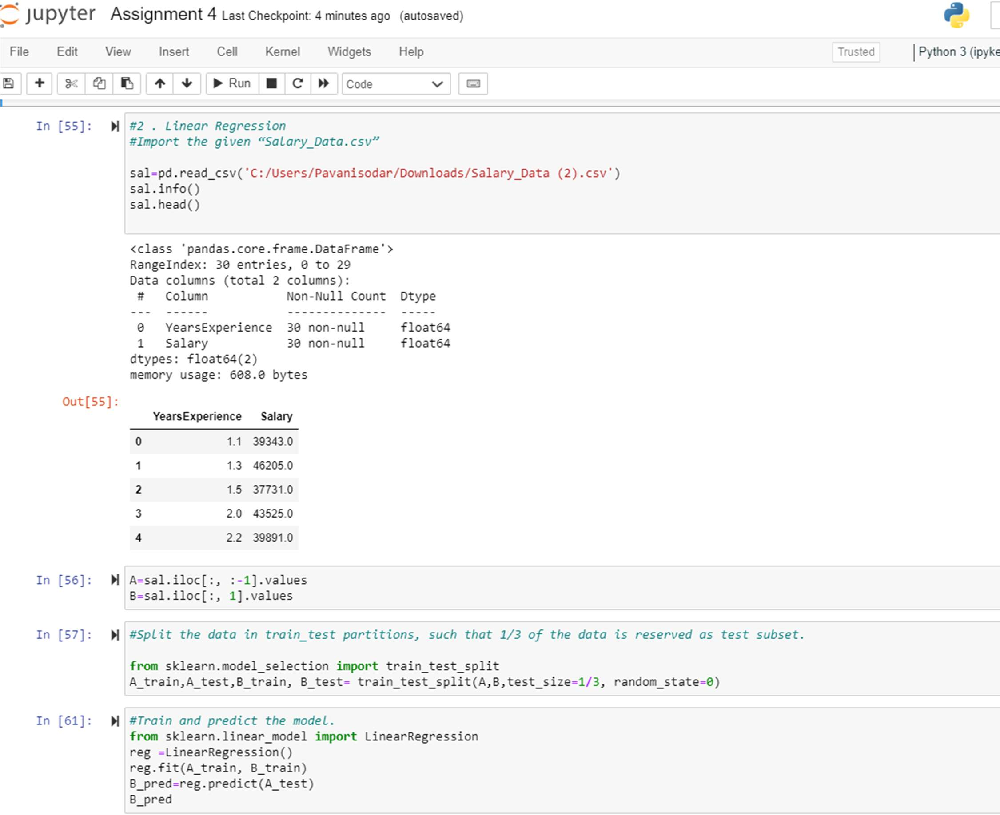 jupyter Assignment 4 Last Checkpoint: 4 minutes ago (autosaved)
File Edit View Insert Cell Kernel Widgets Help Trusted Python 3 (ipyke
Run Code
In [55]: #2 . Linear Regression
#Import the given “Salary_Data.csv”
sal=pd.read_csv('C:/Users/Pavanisodar/Downloads/Salary_Data (2).csv')
sal.info()
sal.head()
<class 'pandas.core.frame.DataFrame'>
RangeIndex: 30 entries, 0 to 29
Data columns (total 2 columns):
# Column Non-Null Count Dtype
--- ------ -------------- -----
0 YearsExperience 30 non-null float64
1 Salary 30 non-null float64
dtypes: float64(2)
memory usage: 608.0 bytes
Out[55]:
YearsExperience Salary
0 1.1 39343.0
1 1.3 46205.0
2 1.5 37731.0
3 2.0 43525.0
4 2.2 39891.0
In [56]: A=sal.iloc[:, :-1].values
B=sal.iloc[:, 1].values
In [57]: #Split the data in train_test partitions, such that 1/3 of the data is reserved as test subset.
from sklearn.model_selection import train_test_split
A_train,A_test,B_train, B_test= train_test_split(A,B,test_size=1/3, random_state=0)
In [61]: #Train and predict the model.
from sklearn.linear_model import LinearRegression
reg =LinearRegression()
reg.fit(A_train, B_train)
B_pred=reg.predict(A_test)
B_pred